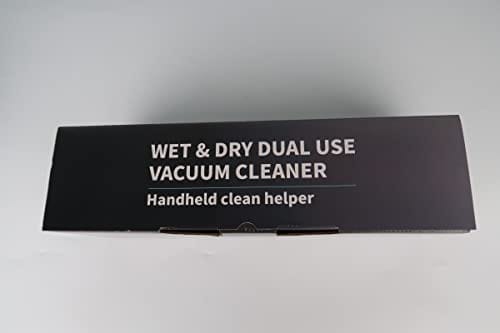 WET & DRY DUAL USE
VACUUM CLEANER
Handheld clean helper